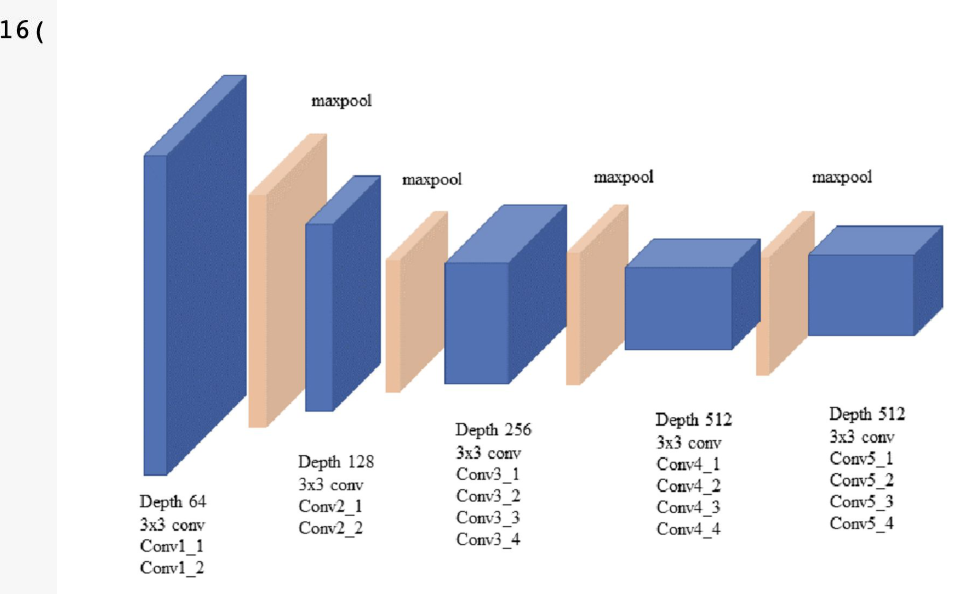 16(
maxpool
maxpool
maxpool
maxpool
Depth 64
3x3 conv
Conv1_1
Conv1_2
Depth 128
3x3 conv
Conv2_1
Conv2_2
Depth 256
3x3 conv
Conv3_1
Conv3_2
Conv3_3
Conv3_4
Depth 512
3x3 conv
Conv4_1
Conv4_2
Conv4_3
Conv4_4
Depth 512
3x3 conv
Conv5_1
Conv5_2
Conv5_3
Conv5_4